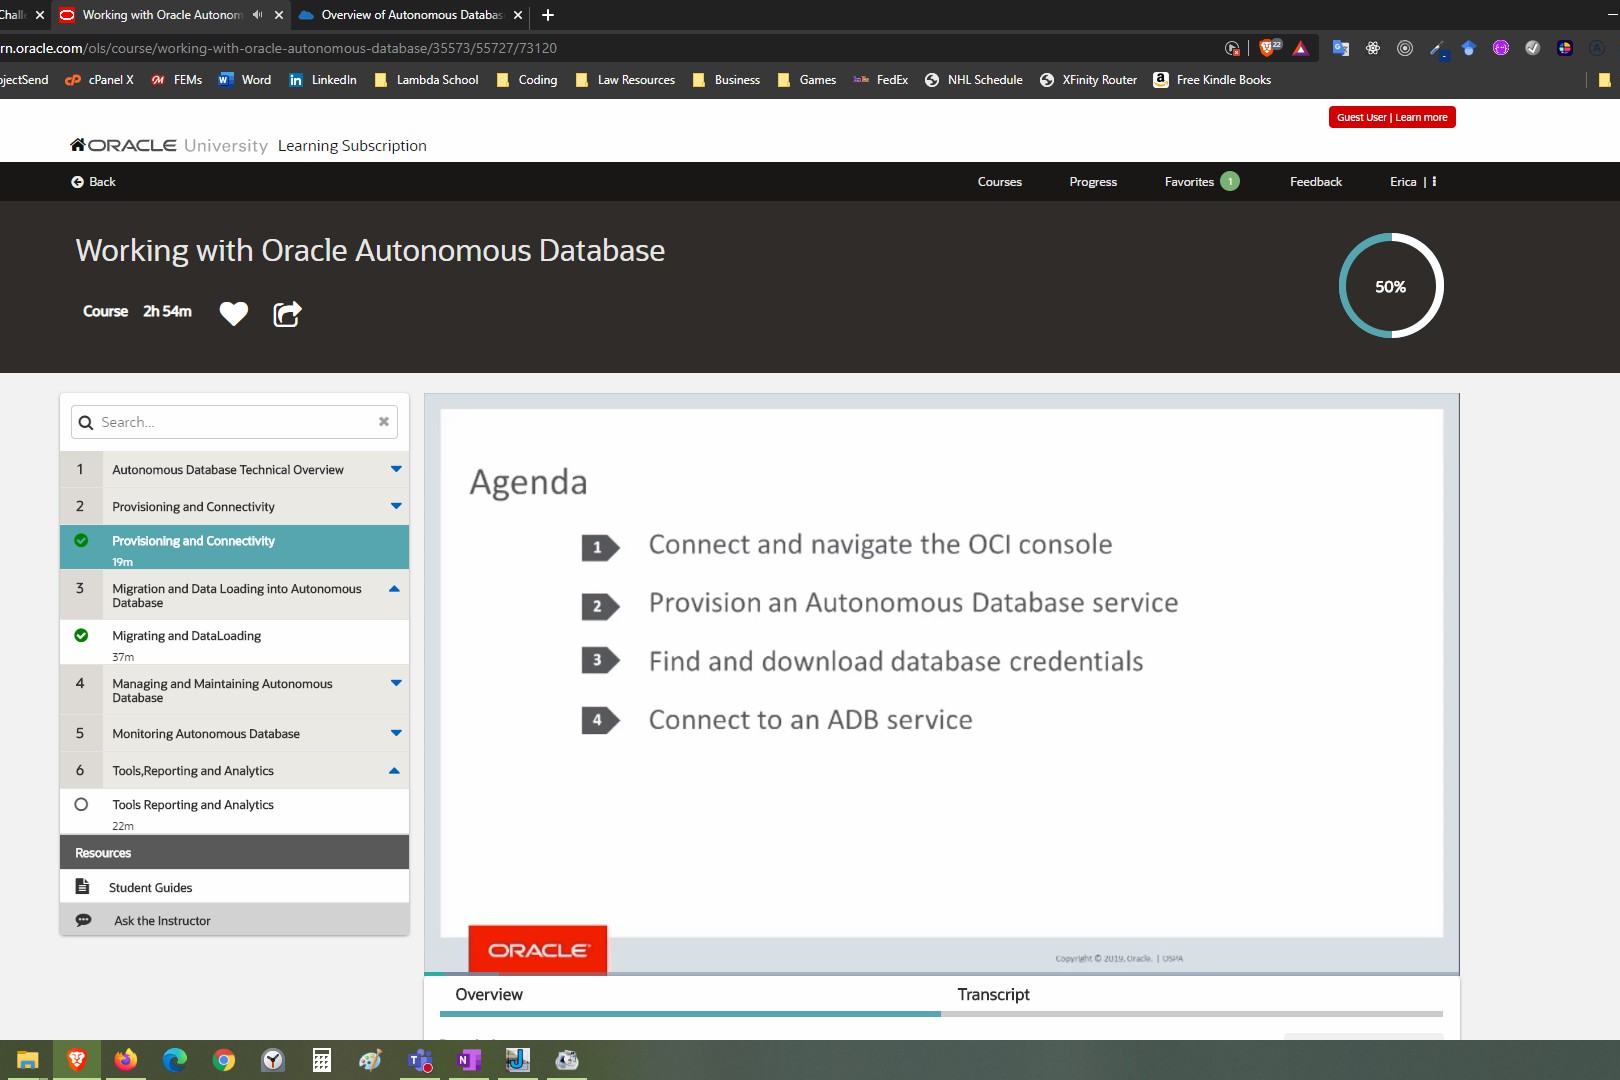 Chall
Working with Oracle Autonom
Overview of Autonomous Databas
rn.oracle.com/ols/course/working-with-oracle-autonomous-database/35573/55727/73120
22
ojectSend
cPanel X
FEMs
Word
LinkedIn
Lambda School
Coding
Law Resources
Business
Games
FedEx
NHL Schedule
XFinity Router
Free Kindle Books
Guest User | Learn more
ORACLE University Learning Subscription
Back
Courses
Progress
Favorites 1
Feedback
Erica |
Working with Oracle Autonomous Database
Course 2h 54m
50%
Search...
1 Autonomous Database Technical Overview
2 Provisioning and Connectivity
Provisioning and Connectivity
19m
3 Migration and Data Loading into Autonomous
Database
Migrating and DataLoading
37m
4 Managing and Maintaining Autonomous
Database
5 Monitoring Autonomous Database
6 Tools,Reporting and Analytics
Tools Reporting and Analytics
22m
Resources
Student Guides
Ask the Instructor
Agenda
1 Connect and navigate the OCI console
2 Provision an Autonomous Database service
3 Find and download database credentials
4 Connect to an ADB service
ORACLE
Copyright © 2019, Oracle. | OSPA
Overview
Transcript